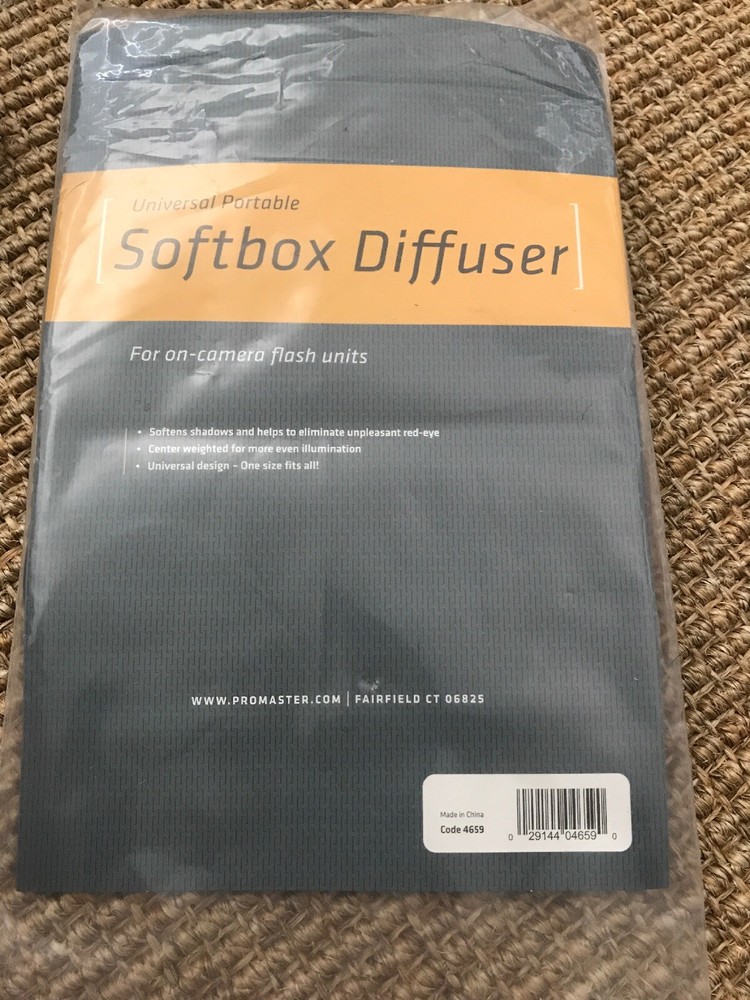 Universal Portable
Softbox Diffuser
For on-camera flash units
• Softens shadows and helps to eliminate unpleasant red-eye
• Center weighted for more even illumination
• Universal design – One size fits all!
WWW.PROMASTER.COM | FAIRFIELD CT 06825
Made in China
Code 4659
0 29144 04659 0